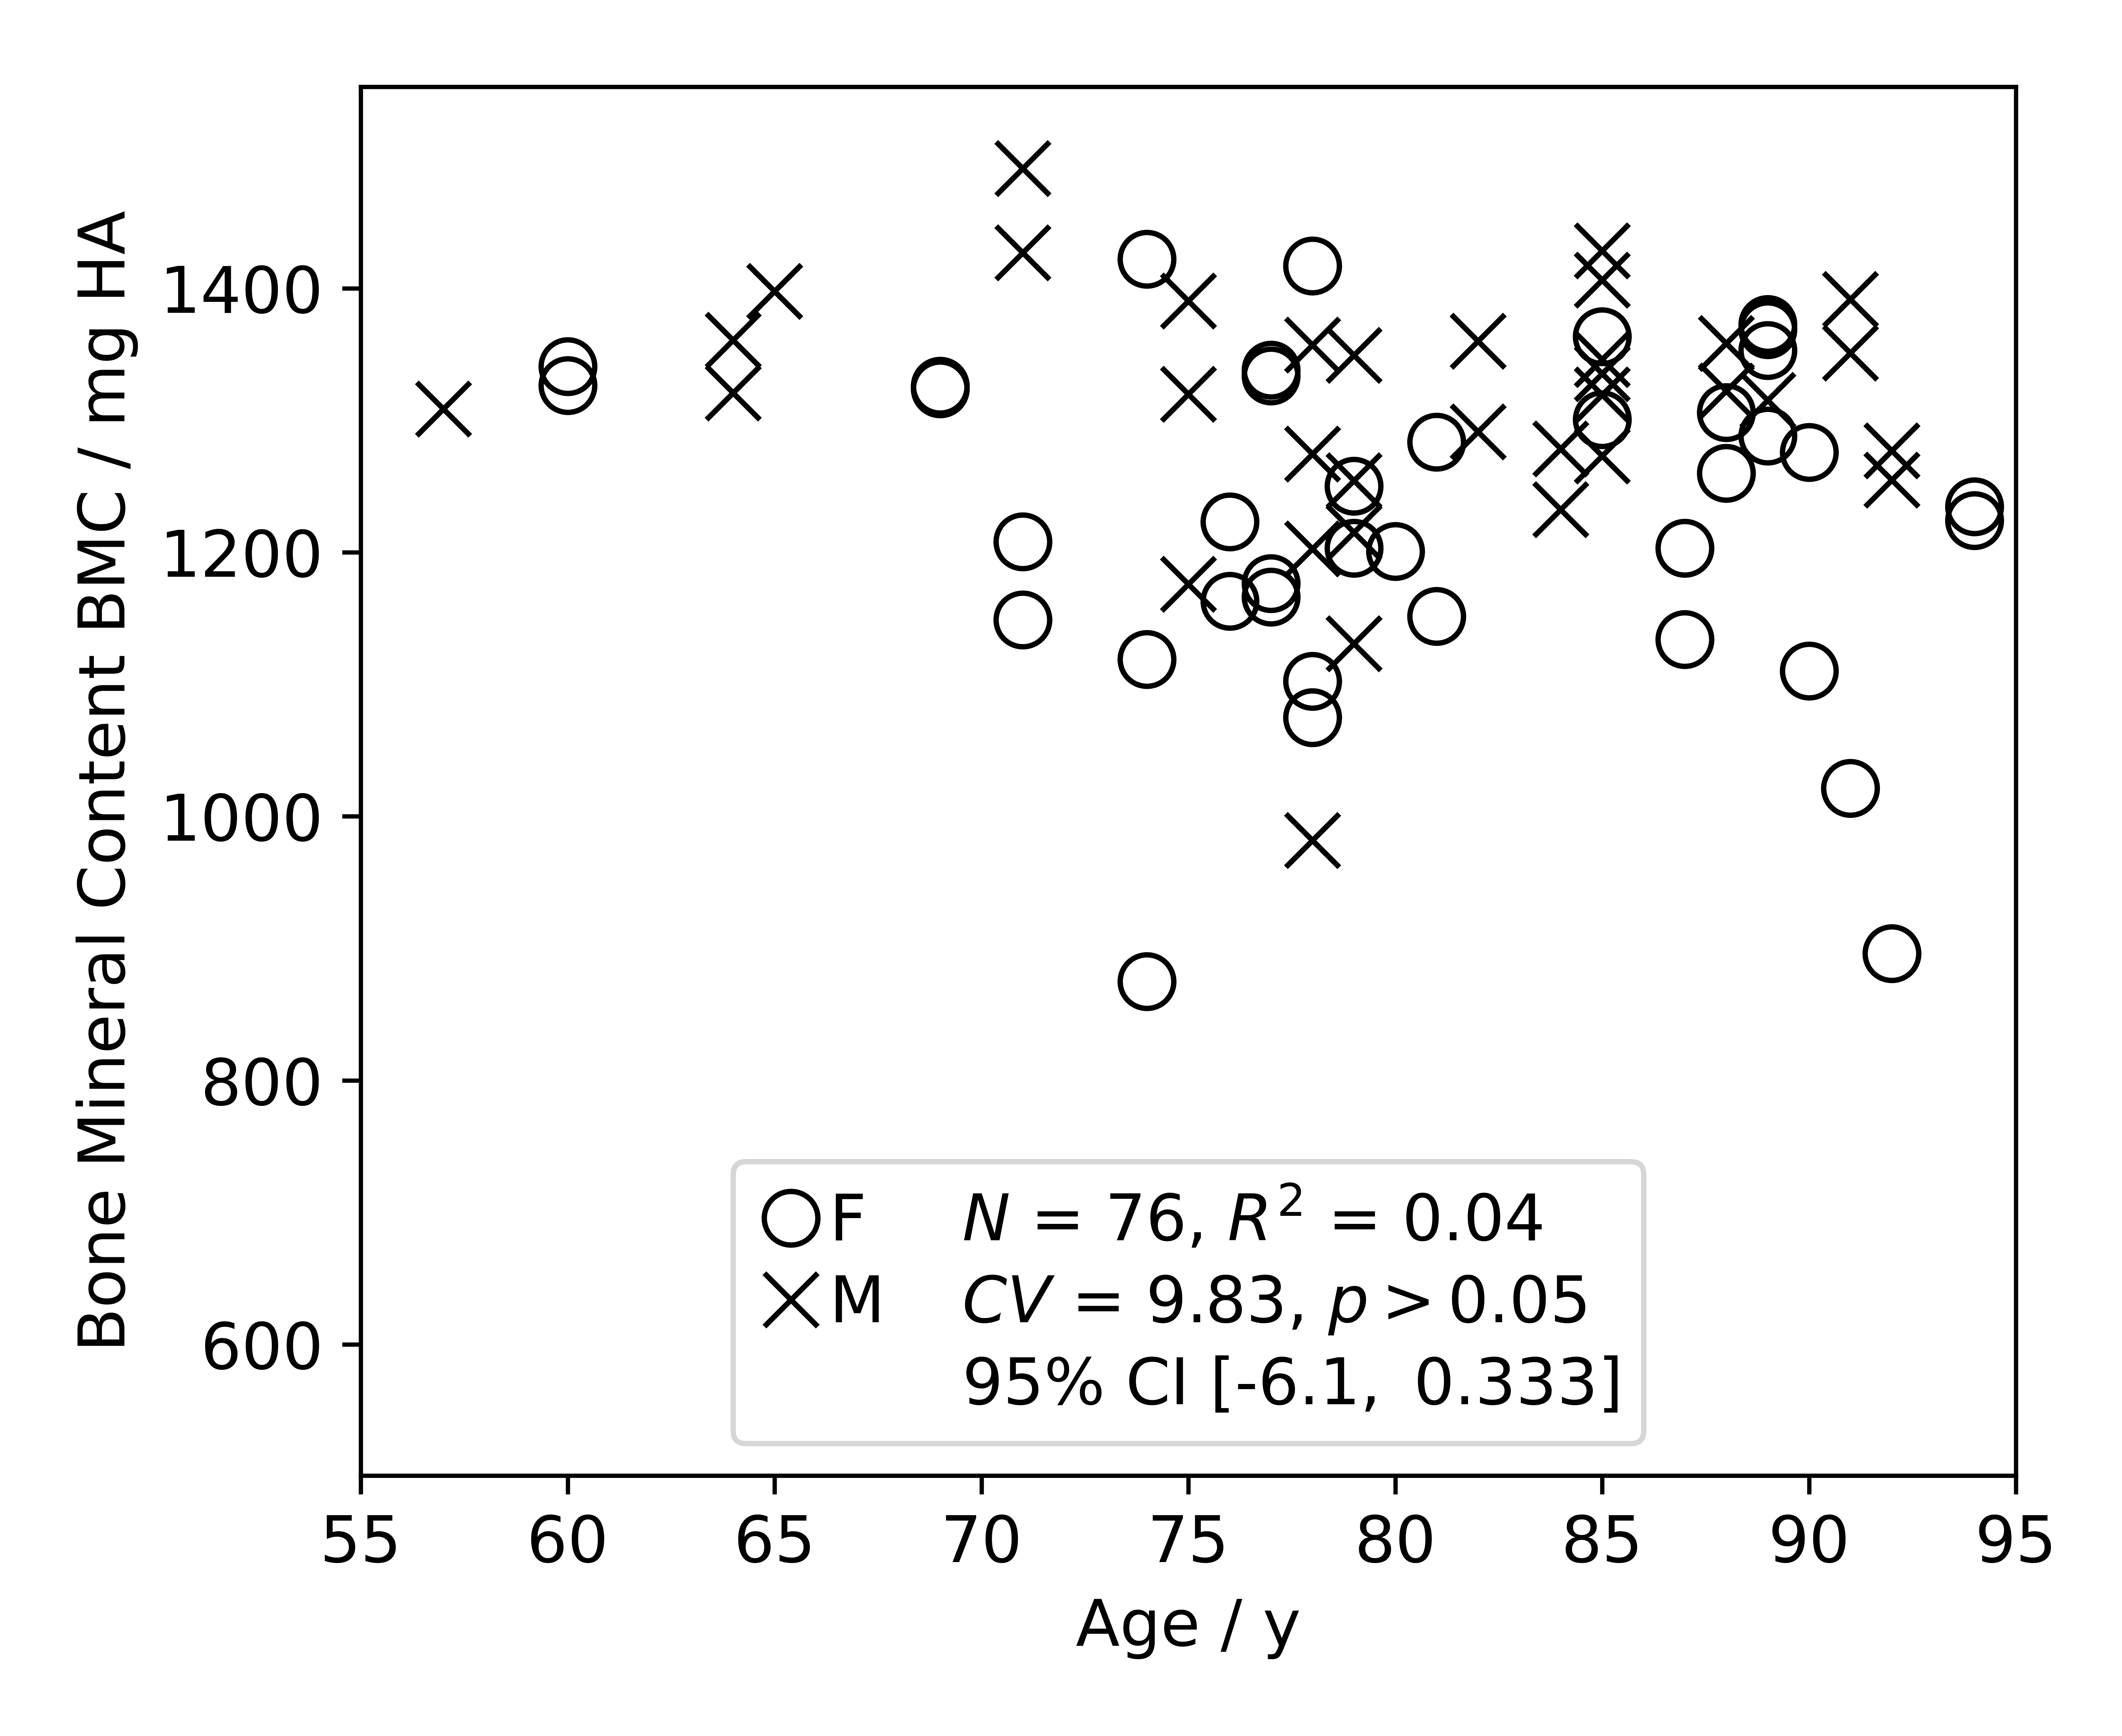 Bone Mineral Content BMC / mg HA
1400
1200
1000
800
600
F N = 76, R² = 0.04
M CV = 9.83, p > 0.05
95% CI [-6.1, 0.333]
55 60 65 70 75 80 85 90 95
Age / y